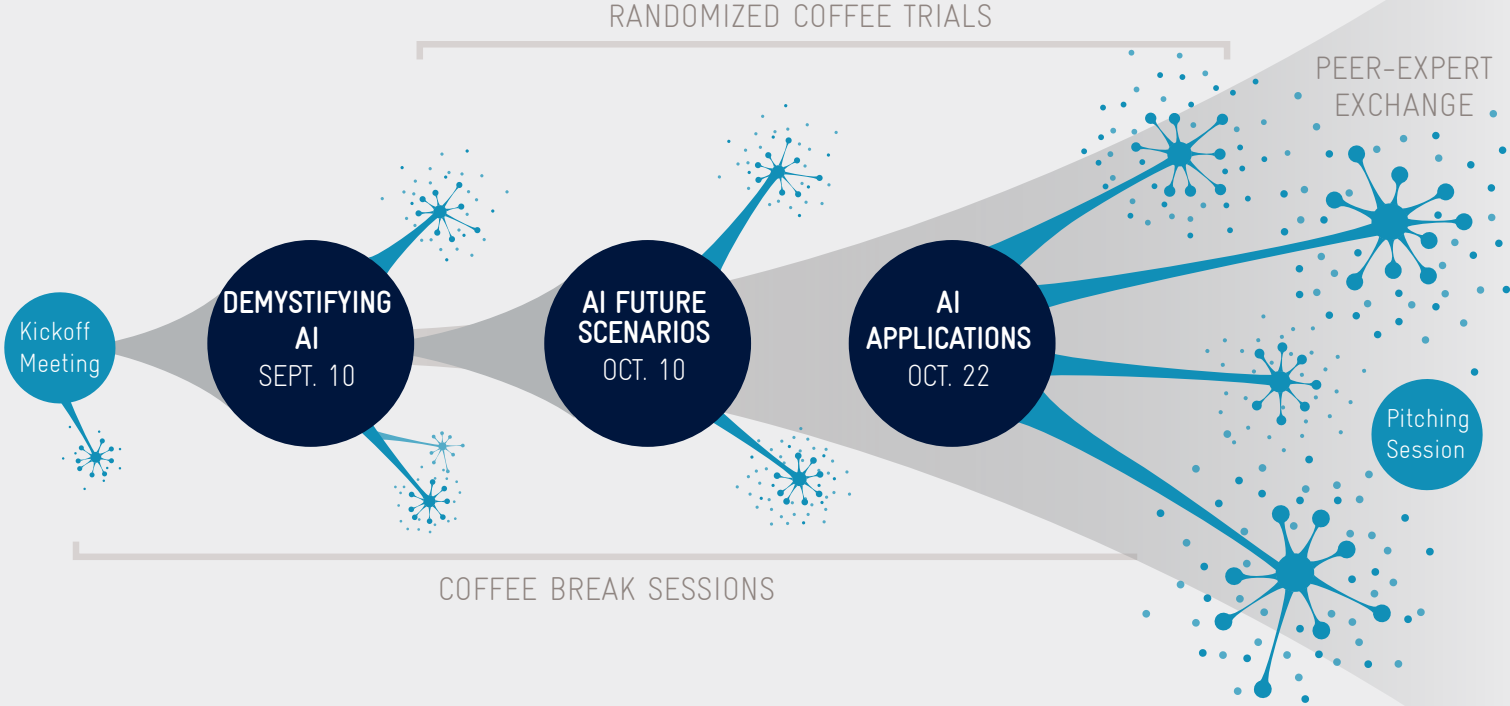 RANDOMIZED COFFEE TRIALS
PEER-EXPERT
EXCHANGE
Kickoff
Meeting
DEMYSTIFYING
AI
SEPT. 10
AI FUTURE
SCENARIOS
OCT. 10
AI
APPLICATIONS
OCT. 22
Pitching
Session
COFFEE BREAK SESSIONS